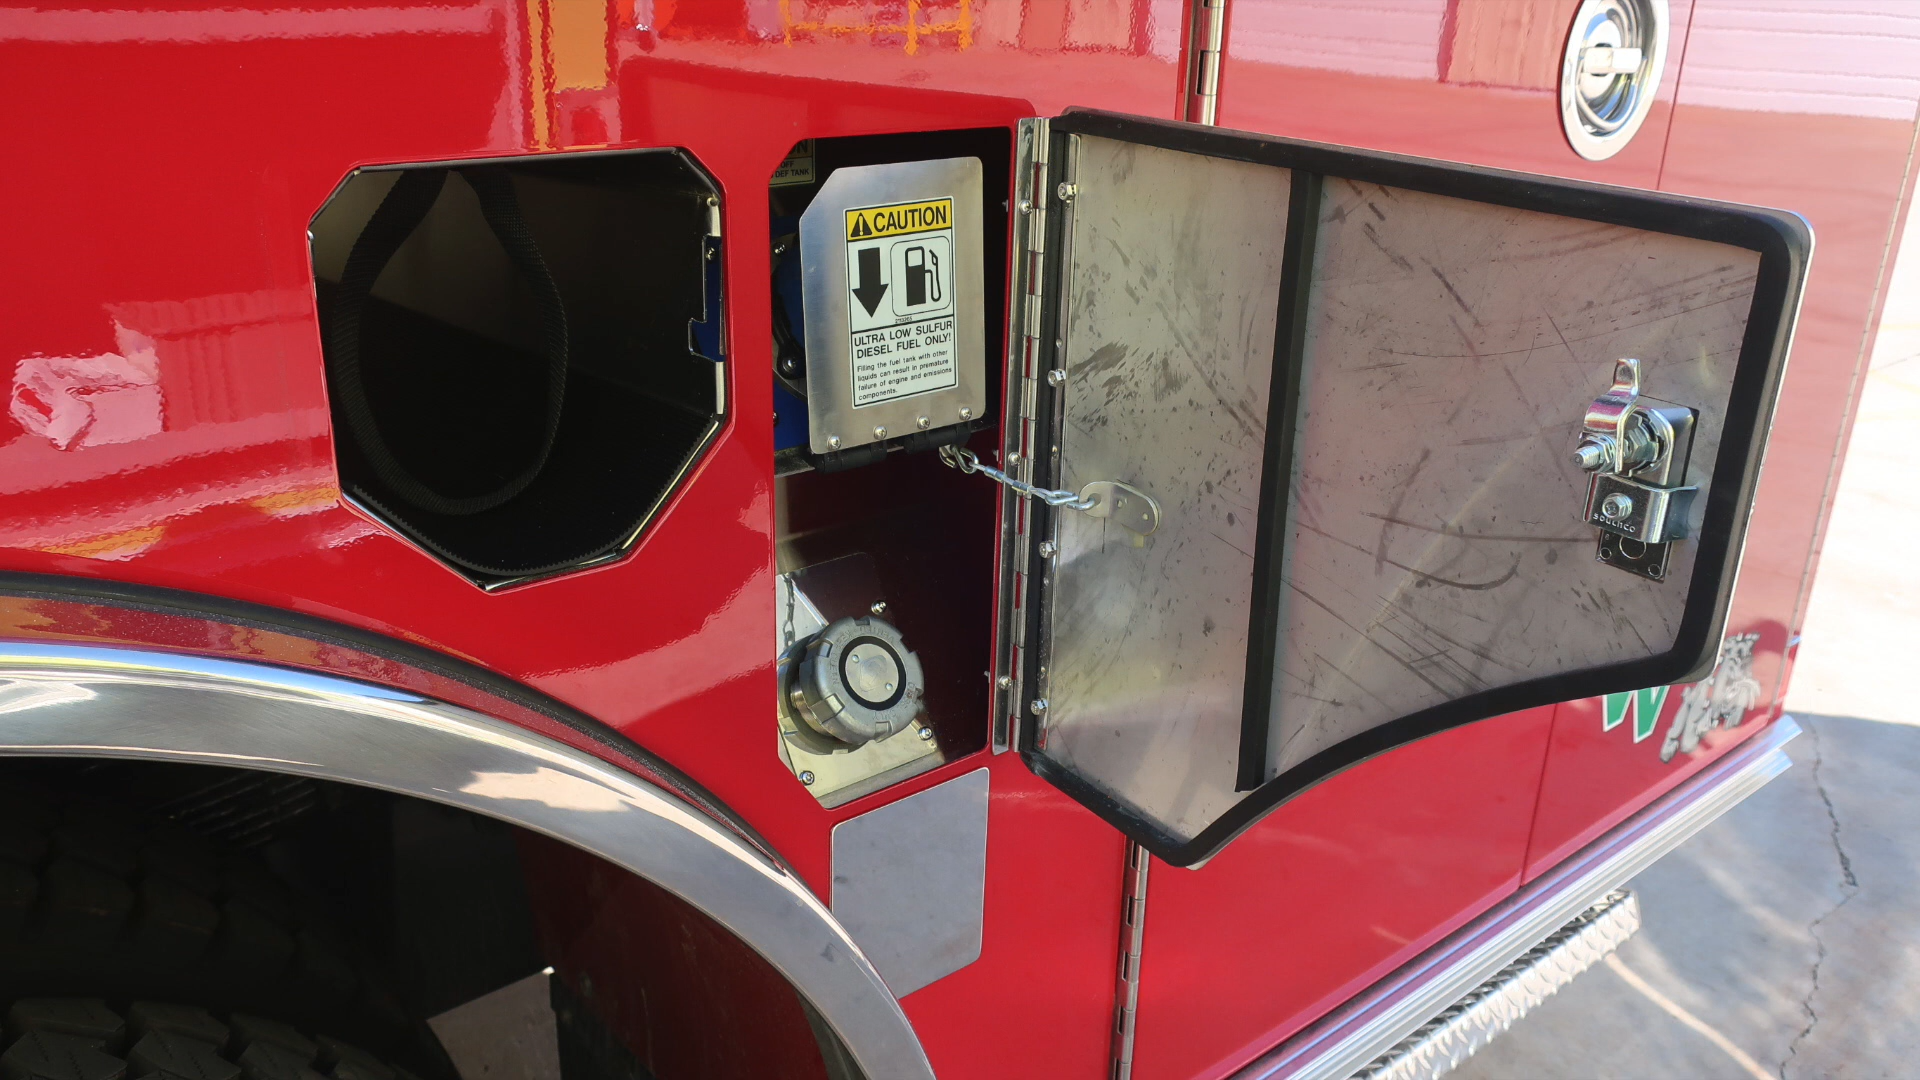 OFF
DEF TANK
CAUTION
ULTRA LOW SULFUR
DIESEL FUEL ONLY!
Filling the fuel tank with other
liquids can result in premature
failure of engine and emissions
components.
SOUTHCO
W